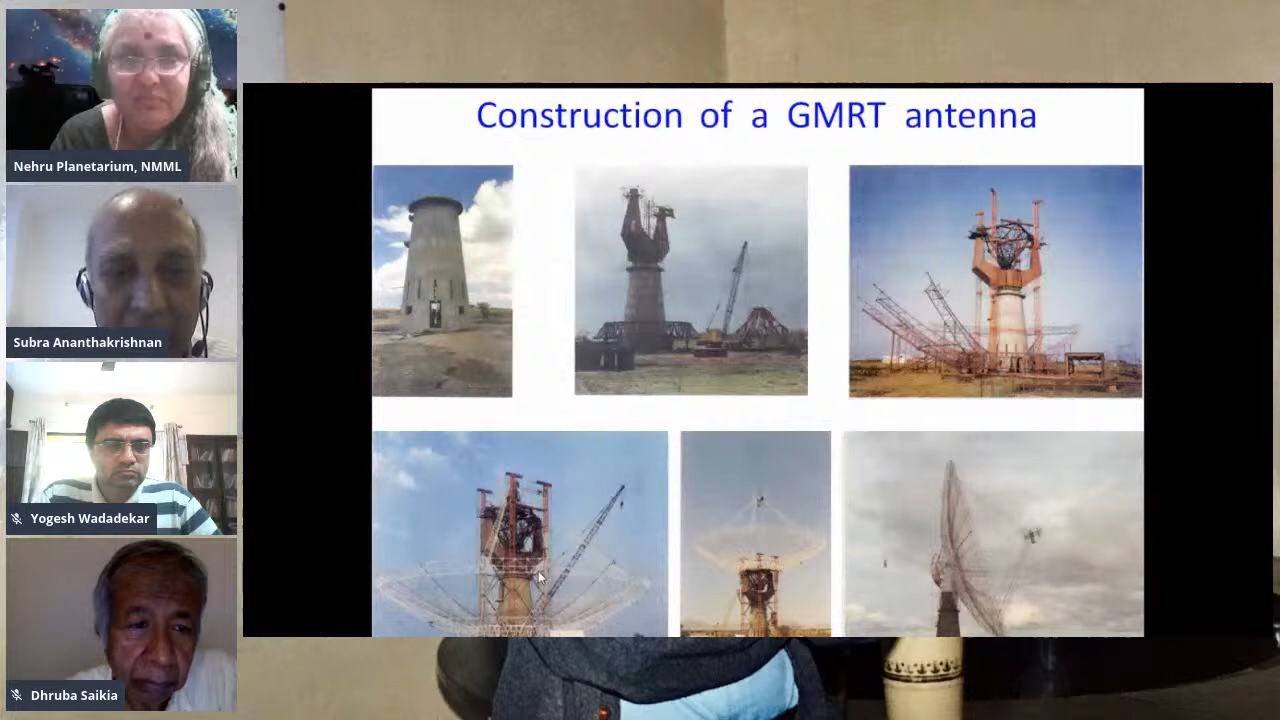 Nehru Planetarium, NMML
Subra Ananthakrishnan
Yogesh Wadadekar
Dhruba Saikia
Construction of a GMRT antenna